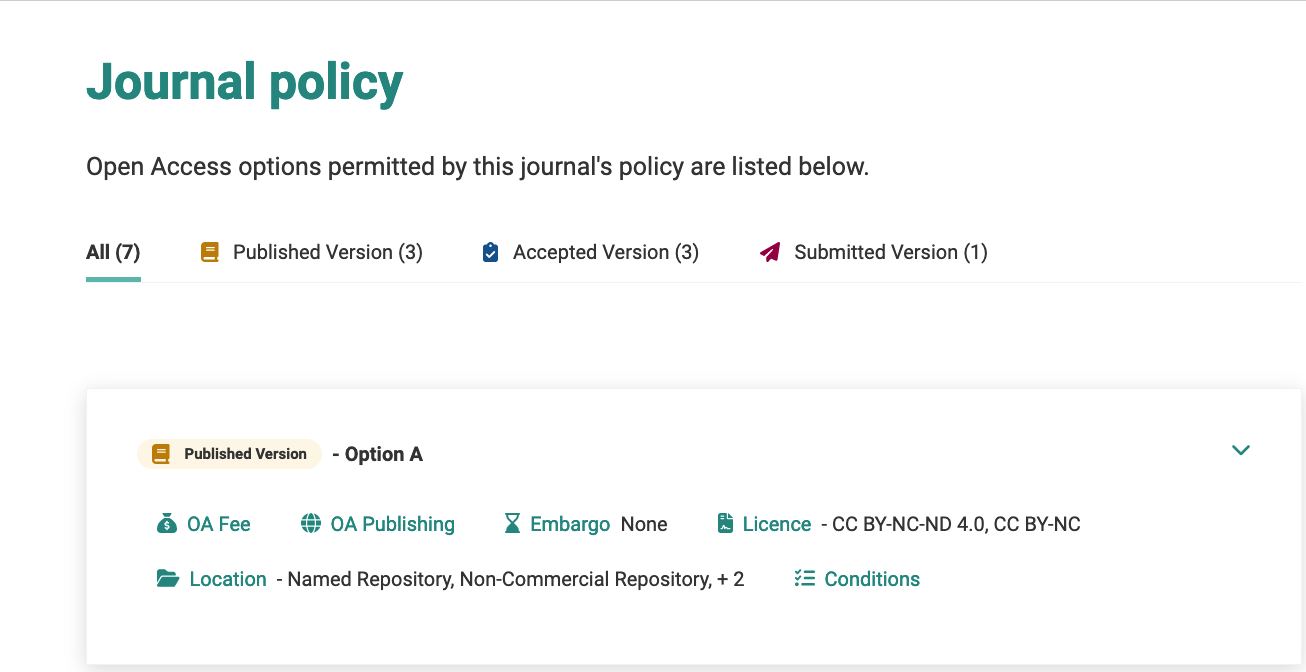 Journal policy
Open Access options permitted by this journal's policy are listed below.
All (7) Published Version (3) Accepted Version (3) Submitted Version (1)
Published Version - Option A
OA Fee OA Publishing Embargo None Licence - CC BY-NC-ND 4.0, CC BY-NC
Location - Named Repository, Non-Commercial Repository, + 2 Conditions